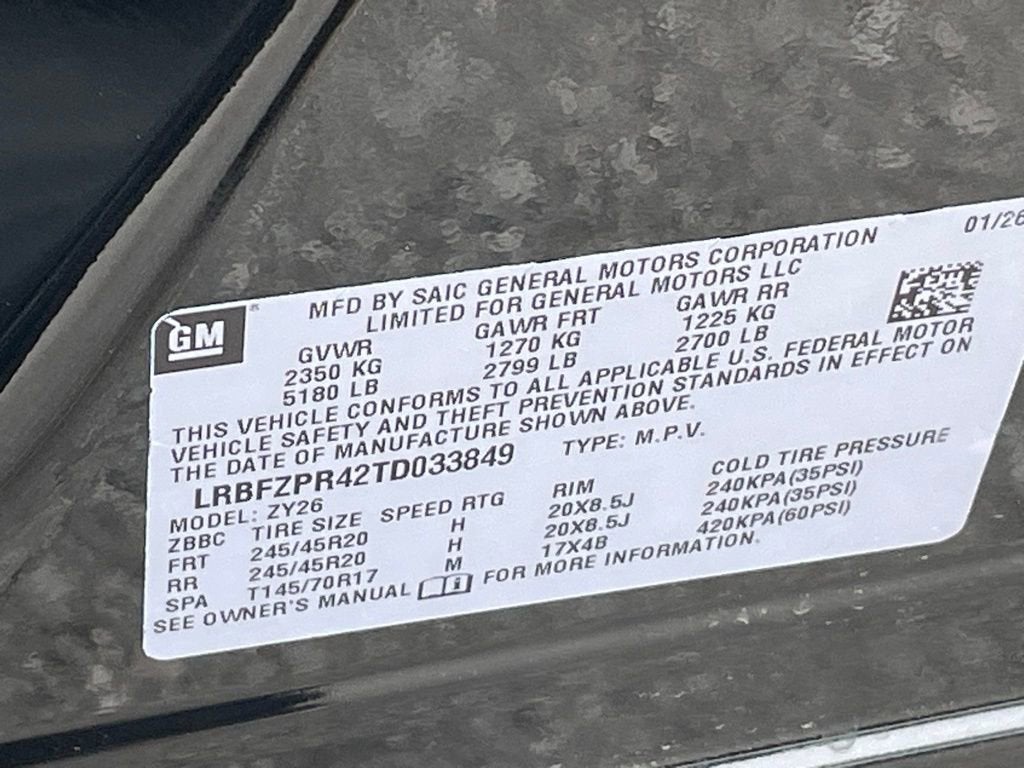 01/26
GM®
MFD BY SAIC GENERAL MOTORS CORPORATION
LIMITED FOR GENERAL MOTORS LLC
GVWR GAWR FRT GAWR RR
2350 KG 1270 KG 1225 KG
5180 LB 2799 LB 2700 LB
THIS VEHICLE CONFORMS TO ALL APPLICABLE U.S. FEDERAL MOTOR
VEHICLE SAFETY AND THEFT PREVENTION STANDARDS IN EFFECT ON
THE DATE OF MANUFACTURE SHOWN ABOVE.
LRBFZPR42TD033849 TYPE: M.P.V.
MODEL: ZY26
ZBBC TIRE SIZE SPEED RTG RIM COLD TIRE PRESSURE
FRT 245/45R20 H 20X8.5J 240KPA(35PSI)
RR 245/45R20 H 20X8.5J 240KPA(35PSI)
SPA T145/70R17 M 17X4B 420KPA(60PSI)
SEE OWNER'S MANUAL i FOR MORE INFORMATION.